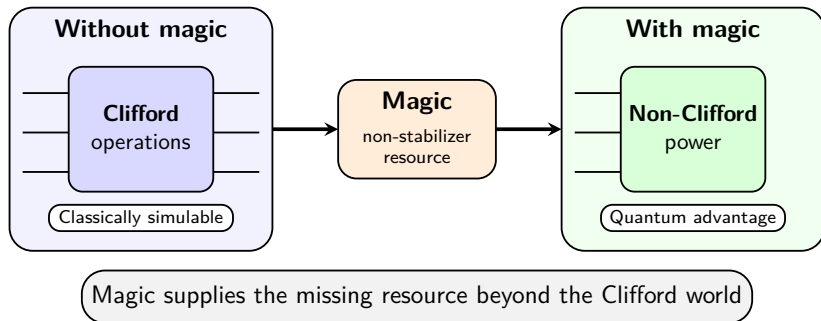 Without magic
Clifford
operations
Classically simulable
Magic
non-stabilizer
resource
With magic
Non-Clifford
power
Quantum advantage
Magic supplies the missing resource beyond the Clifford world